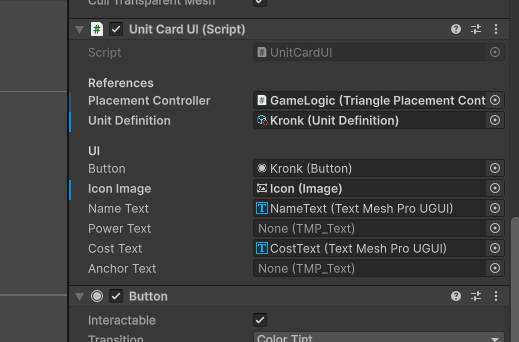 Cull Transparent Mesh
Unit Card UI (Script)
Script UnitCardUI
References
Placement Controller GameLogic (Triangle Placement Cont
Unit Definition Kronk (Unit Definition)
UI
Button Kronk (Button)
Icon Image Icon (Image)
Name Text NameText (Text Mesh Pro UGUI)
Power Text None (TMP_Text)
Cost Text CostText (Text Mesh Pro UGUI)
Anchor Text None (TMP_Text)
Button
Interactable
Transition Color Tint